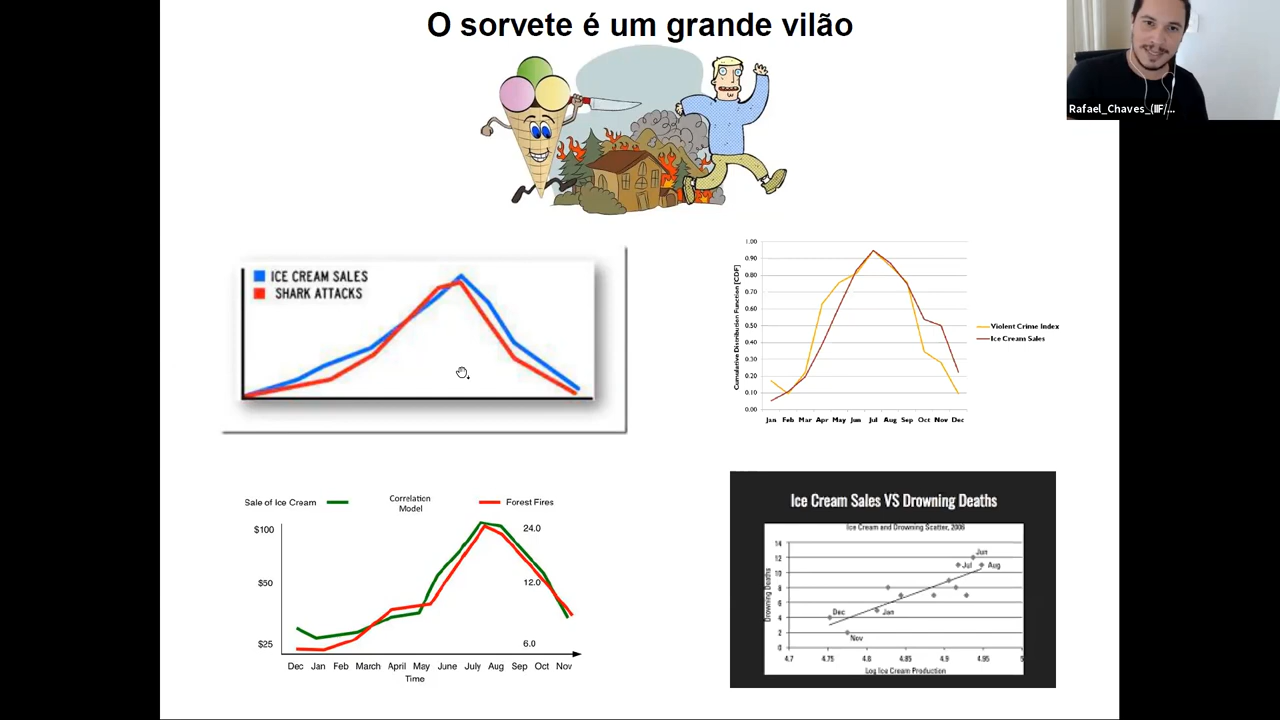 O sorvete é um grande vilão
Rafael_Chaves_(IIF/...
ICE CREAM SALES
SHARK ATTACKS
1.00
0.90
0.80
0.70
0.60
0.50
0.40
0.30
0.20
0.10
0.00
Cumulative Distribution Function [CDF]
Jan Feb Mar Apr May Jun Jul Aug Sep Oct Nov Dec
Violent Crime Index
Ice Cream Sales
Sale of Ice Cream
Correlation
Model
Forest Fires
$100
$50
$25
24.0
12.0
6.0
Dec Jan Feb March April May June July Aug Sep Oct Nov
Time
Ice Cream Sales VS Drowning Deaths
Ice Cream and Drowning Scatter, 2006
Drowning Deaths
14
12
10
8
6
4
2
0
Jun
Jul
Aug
Dec
Jan
Nov
4.7 4.75 4.8 4.85 4.9 4.95 5
Log Ice Cream Production